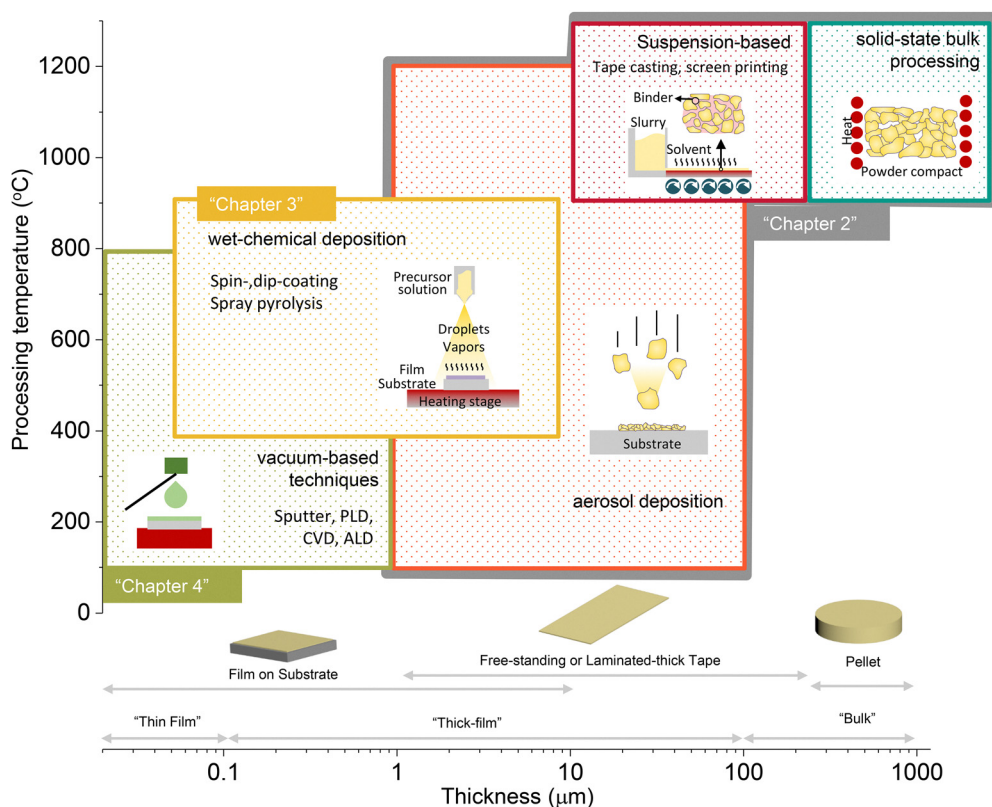 Processing temperature (°C)
1200
1000
800
600
400
200
0
Suspension-based
Tape casting, screen printing
Binder
Slurry
Solvent
solid-state bulk
processing
Heat
Powder compact
"Chapter 2"
"Chapter 3"
wet-chemical deposition
Spin-,dip-coating
Spray pyrolysis
Precursor
solution
Droplets
Vapors
Film
Substrate
Heating stage
Substrate
aerosol deposition
vacuum-based
techniques
Sputter, PLD,
CVD, ALD
"Chapter 4"
Film on Substrate
Free-standing or Laminated-thick Tape
Pellet
"Thin Film"
"Thick-film"
"Bulk"
0.1
1
10
100
1000
Thickness (μm)